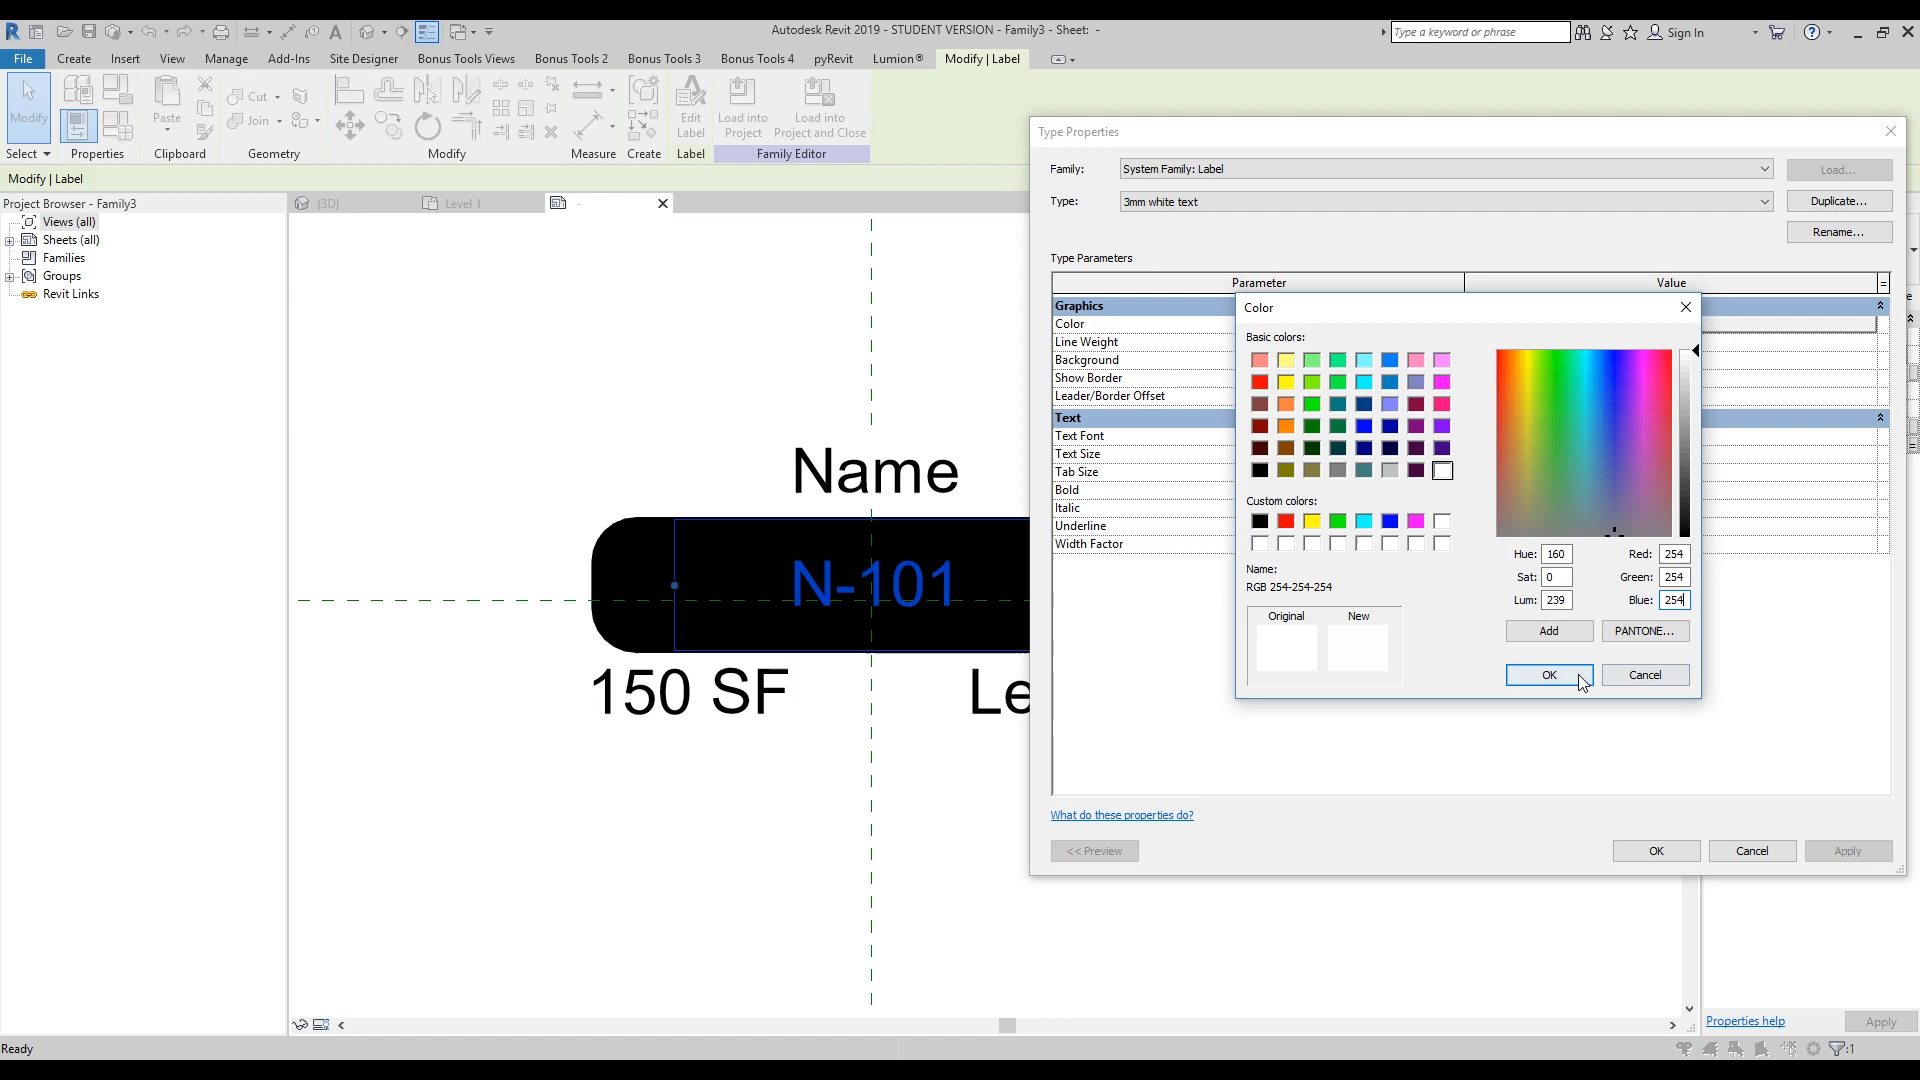 Autodesk Revit 2019 - STUDENT VERSION - Family3 - Sheet: -
Type a keyword or phrase
Sign In
File Create Insert View Manage Add-Ins Site Designer Bonus Tools Views Bonus Tools 2 Bonus Tools 3 Bonus Tools 4 pyRevit Lumion® Modify | Label
Modify
Paste
Cut
Join
Edit Label
Load into Project
Load into Project and Close
Select Properties Clipboard Geometry Modify Measure Create Label Family Editor
Modify | Label
Project Browser - Family3
Views (all)
Sheets (all)
Families
Groups
Revit Links
{3D}
Level 1
-
Name
N-101
150 SF
Le
Type Properties
Family: System Family: Label Load...
Type: 3mm white text Duplicate...
Rename...
Type Parameters
Parameter Value =
Graphics
Color
Line Weight
Background
Show Border
Leader/Border Offset
Text
Text Font
Text Size
Tab Size
Bold
Italic
Underline
Width Factor
Color
Basic colors:
Custom colors:
Name:
RGB 254-254-254
Original New
Hue: 160 Red: 254
Sat: 0 Green: 254
Lum: 239 Blue: 254
Add PANTONE...
OK Cancel
What do these properties do?
<< Preview OK Cancel Apply
Properties help Apply
Ready
:1